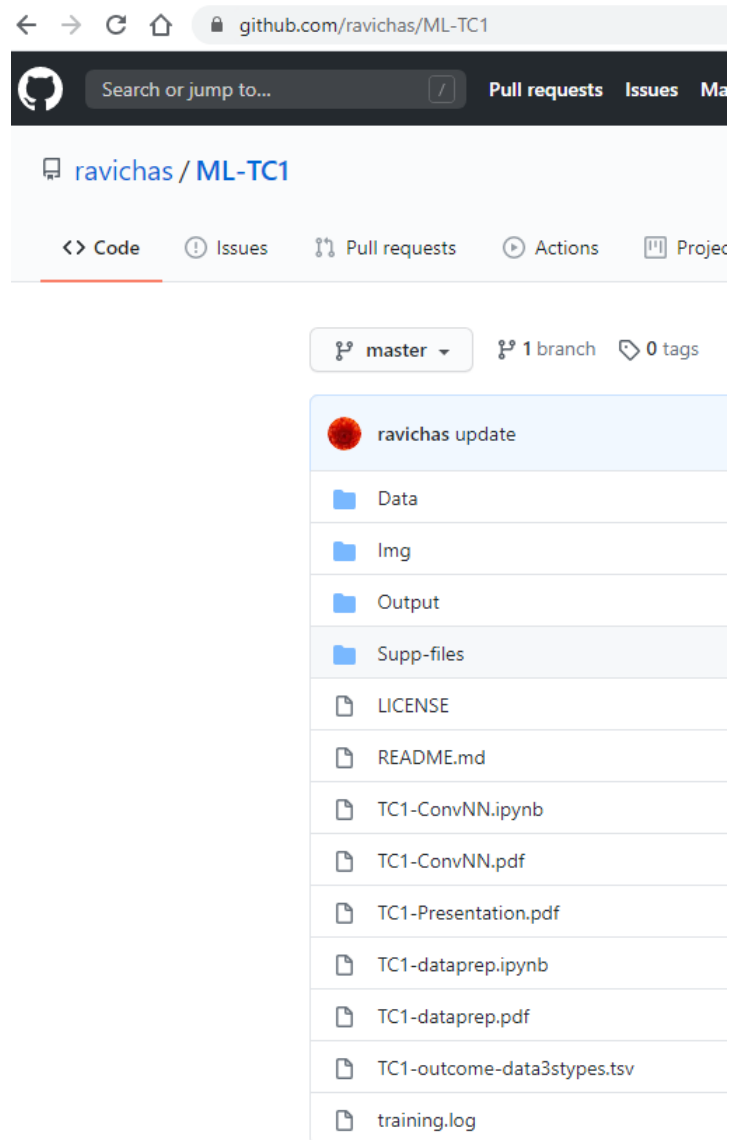 github.com/ravichas/ML-TC1
Search or jump to... / Pull requests Issues Ma
ravichas / ML-TC1
<> Code Issues Pull requests Actions Projec
master 1 branch 0 tags
ravichas update
Data
Img
Output
Supp-files
LICENSE
README.md
TC1-ConvNN.ipynb
TC1-ConvNN.pdf
TC1-Presentation.pdf
TC1-dataprep.ipynb
TC1-dataprep.pdf
TC1-outcome-data3stypes.tsv
training.log